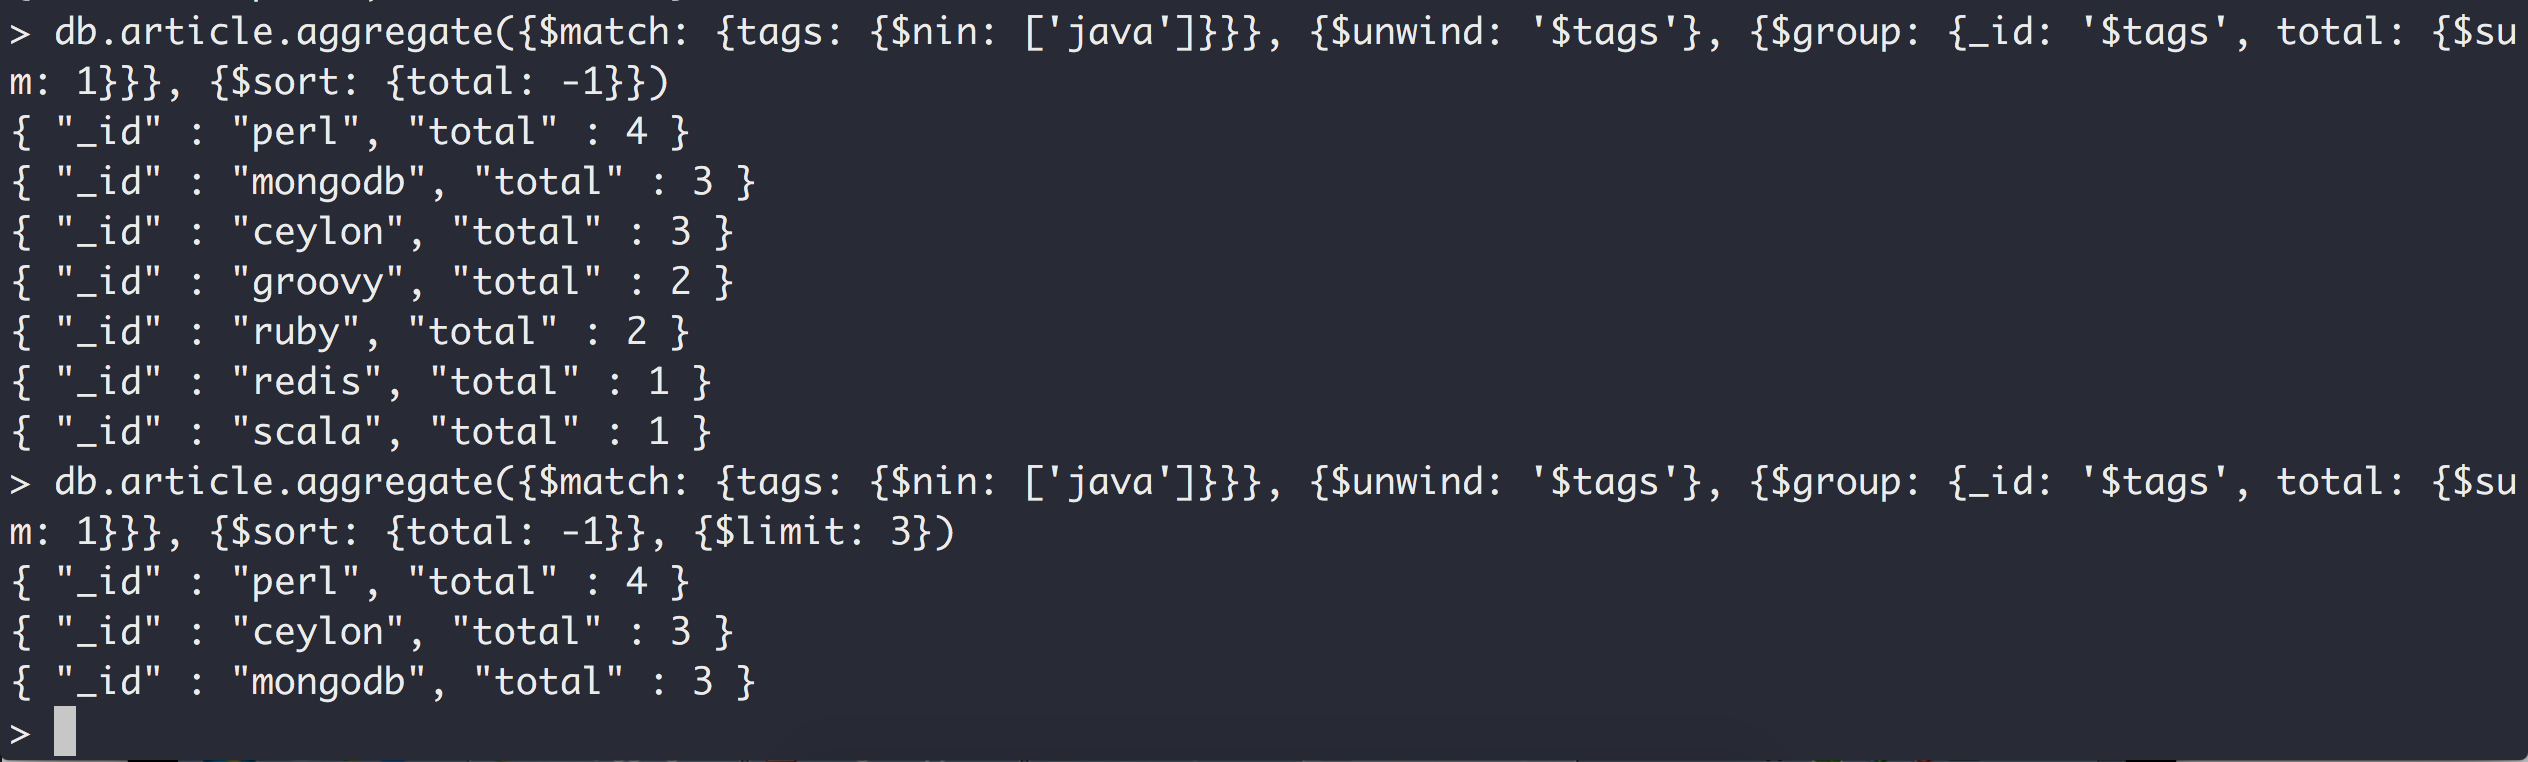 > db.article.aggregate({$match: {tags: {$nin: ['java']}}}, {$unwind: '$tags'}, {$group: {_id: '$tags', total: {$su
m: 1}}}, {$sort: {total: -1}})
{ "_id" : "perl", "total" : 4 }
{ "_id" : "mongodb", "total" : 3 }
{ "_id" : "ceylon", "total" : 3 }
{ "_id" : "groovy", "total" : 2 }
{ "_id" : "ruby", "total" : 2 }
{ "_id" : "redis", "total" : 1 }
{ "_id" : "scala", "total" : 1 }
> db.article.aggregate({$match: {tags: {$nin: ['java']}}}, {$unwind: '$tags'}, {$group: {_id: '$tags', total: {$su
m: 1}}}, {$sort: {total: -1}}, {$limit: 3})
{ "_id" : "perl", "total" : 4 }
{ "_id" : "ceylon", "total" : 3 }
{ "_id" : "mongodb", "total" : 3 }
>